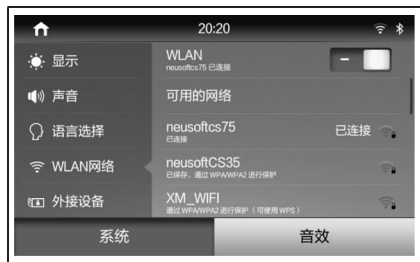 20:20
显示
WLAN
neusoftcs75 已连接
声音
可用的网络
语言选择
neusoftcs75 已连接
已连接
WLAN网络
neusoftCS35
已保存，通过 WPA/WPA2 进行保护
外接设备
XM_WIFI
通过 WPA/WPA2 进行保护（可使用 WPS）
系统 音效